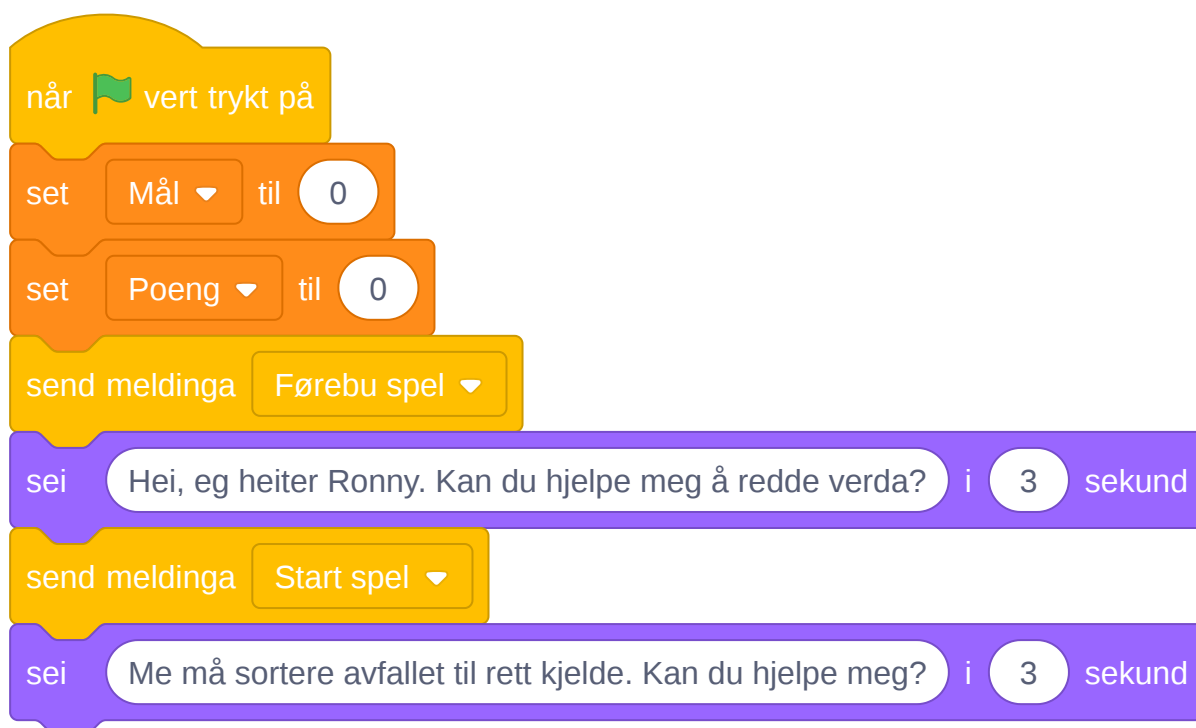 når vert trykt på
set Mål til 0
set Poeng til 0
send meldinga Førebu spel
sei Hei, eg heiter Ronny. Kan du hjelpe meg å redde verda? i 3 sekund
send meldinga Start spel
sei Me må sortere avfallet til rett kjelde. Kan du hjelpe meg? i 3 sekund